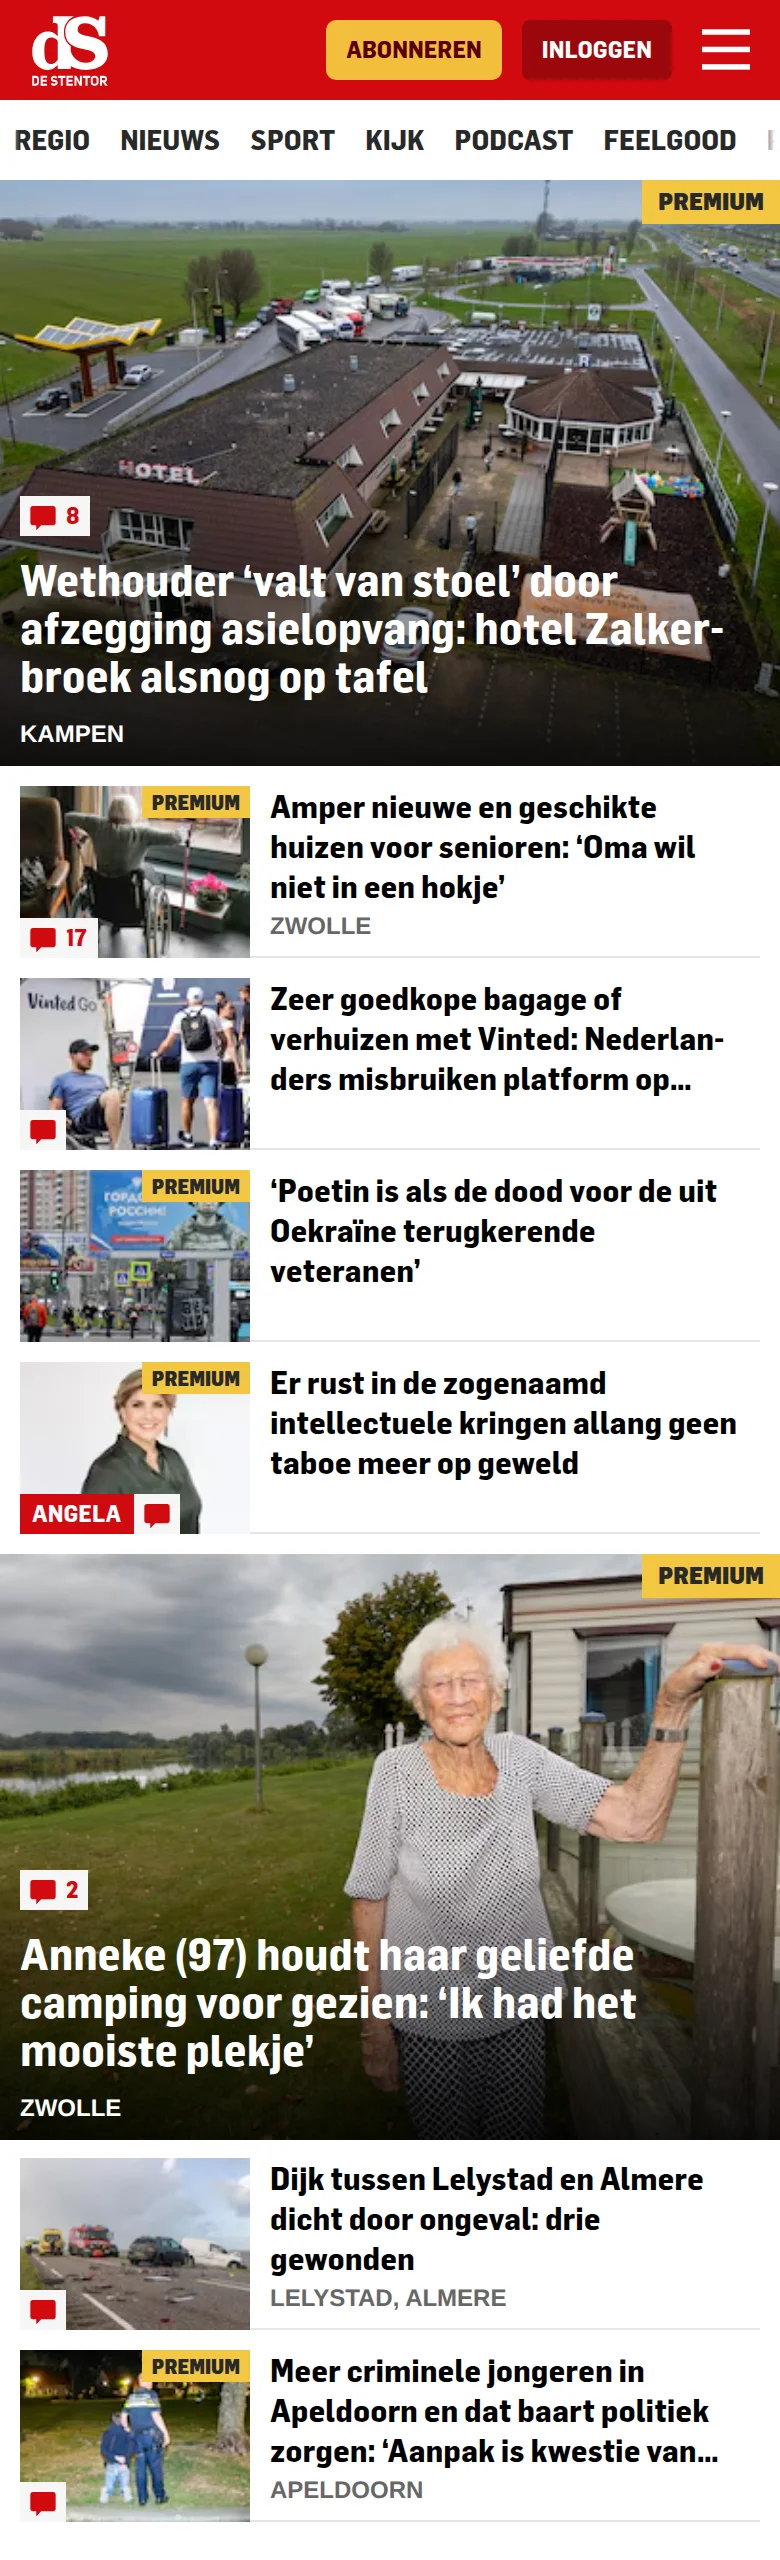 dS
DE STENTOR
ABONNEREN
INLOGGEN
REGIO NIEUWS SPORT KIJK PODCAST FEELGOOD
PREMIUM
HOTEL
8
Wethouder ‘valt van stoel’ door
afzegging asielopvang: hotel Zalker-
broek alsnog op tafel
KAMPEN
PREMIUM
17
Amper nieuwe en geschikte
huizen voor senioren: ‘Oma wil
niet in een hokje’
ZWOLLE
Vinted Go
Zeer goedkope bagage of
verhuizen met Vinted: Nederlan-
ders misbruiken platform op...
PREMIUM
РОССИИ!
‘Poetin is als de dood voor de uit
Oekraïne terugkerende
veteranen’
PREMIUM
ANGELA
Er rust in de zogenaamd
intellectuele kringen allang geen
taboe meer op geweld
PREMIUM
2
Anneke (97) houdt haar geliefde
camping voor gezien: ‘Ik had het
mooiste plekje’
ZWOLLE
Dijk tussen Lelystad en Almere
dicht door ongeval: drie
gewonden
LELYSTAD, ALMERE
PREMIUM
Meer criminele jongeren in
Apeldoorn en dat baart politiek
zorgen: ‘Aanpak is kwestie van...
APELDOORN